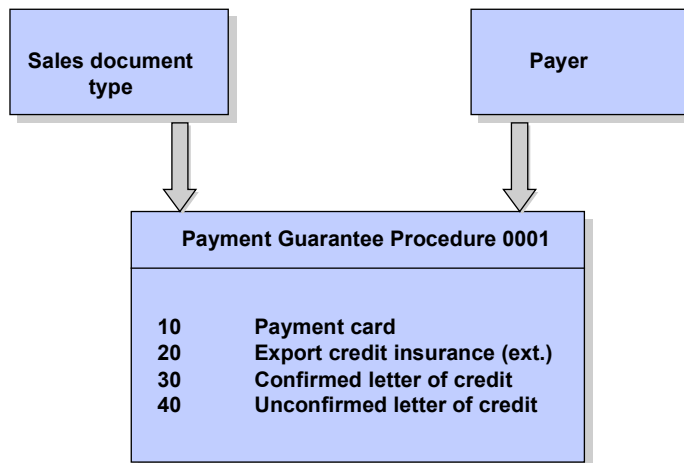 Sales document
type
Payer
Payment Guarantee Procedure 0001
10 Payment card
20 Export credit insurance (ext.)
30 Confirmed letter of credit
40 Unconfirmed letter of credit